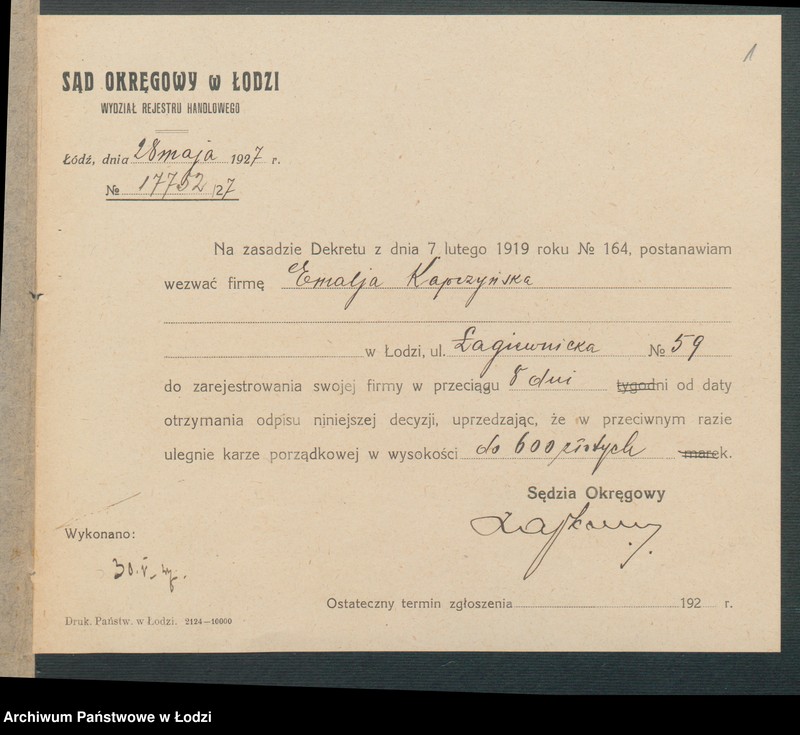 1
SĄD OKRĘGOWY w ŁODZI
WYDZIAŁ REJESTRU HANDLOWEGO
Łódź, dnia 28 maja 1927 r.
№ 17752/27
Na zasadzie Dekretu z dnia 7 lutego 1919 roku № 164, postanawiam
wezwać firmę Emalja Kapczyńska
w Łodzi, ul. Łagiewnicka № 59
do zarejestrowania swojej firmy w przeciągu 8 dni tygodni od daty
otrzymania odpisu niniejszej decyzji, uprzedzając, że w przeciwnym razie
ulegnie karze porządkowej w wysokości do 600 złotych marek.
Sędzia Okręgowy
Wykonano:
30.V.
Ostateczny termin zgłoszenia 192 r.
Druk. Państw. w Łodzi. 2124—10000
Archiwum Państwowe w Łodzi